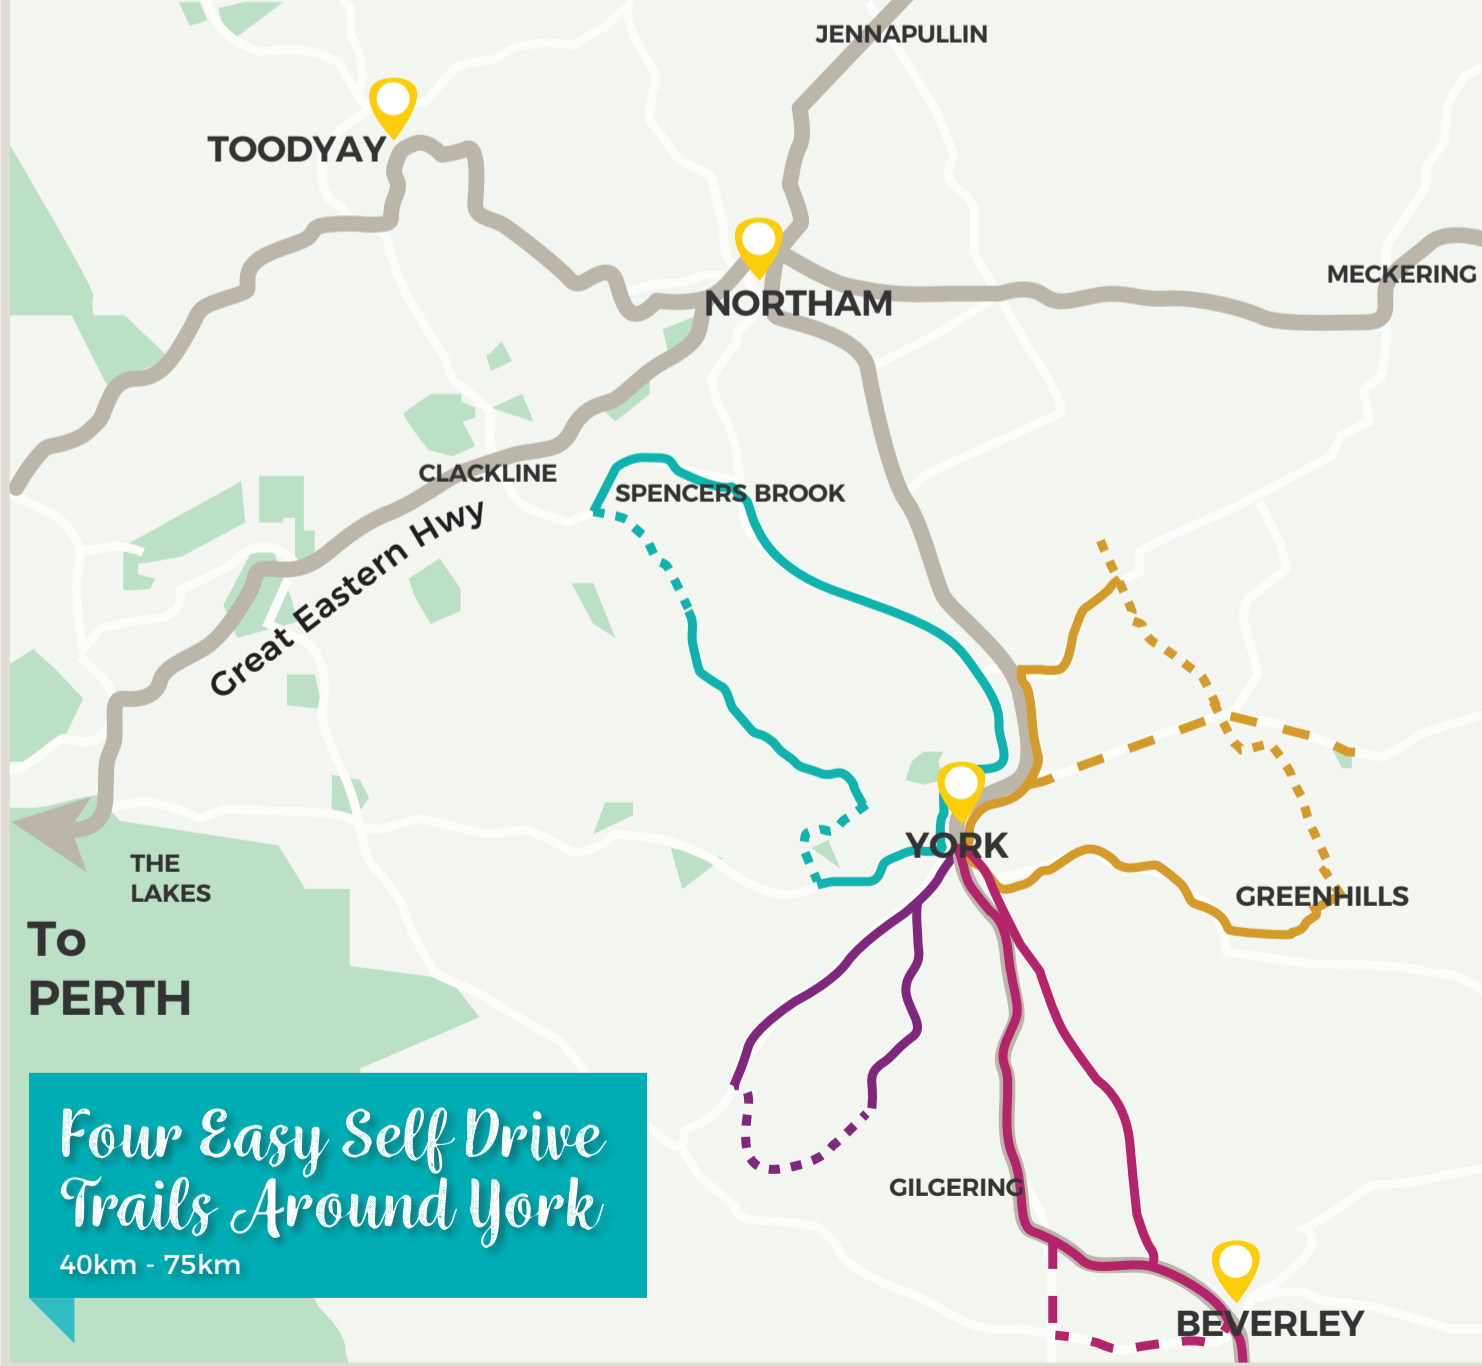 JENNAPULLIN
TOODYAY
MECKERING
NORTHAM
CLACKLINE
SPENCERS BROOK
Great Eastern Hwy
YORK
THE
LAKES
GREENHILLS
To
PERTH
Four Easy Self Drive
Trails Around York
40km - 75km
GILGERING
BEVERLEY